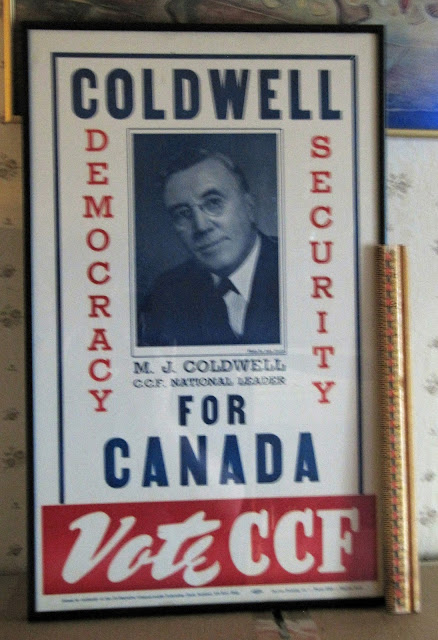 COLDWELL
DEMOCRACY
SECURITY
M. J. COLDWELL
C.C.F. NATIONAL LEADER
FOR
CANADA
Vote CCF